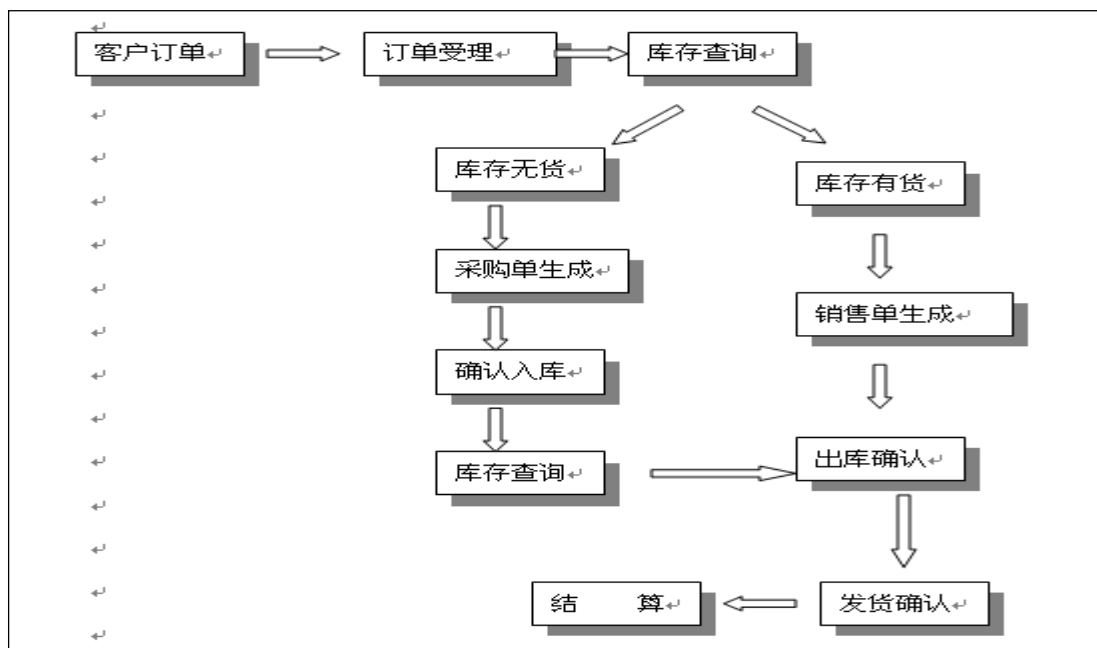 客户订单
订单受理
库存查询
库存无货
库存有货
采购单生成
销售单生成
确认入库
库存查询
出库确认
结 算
发货确认